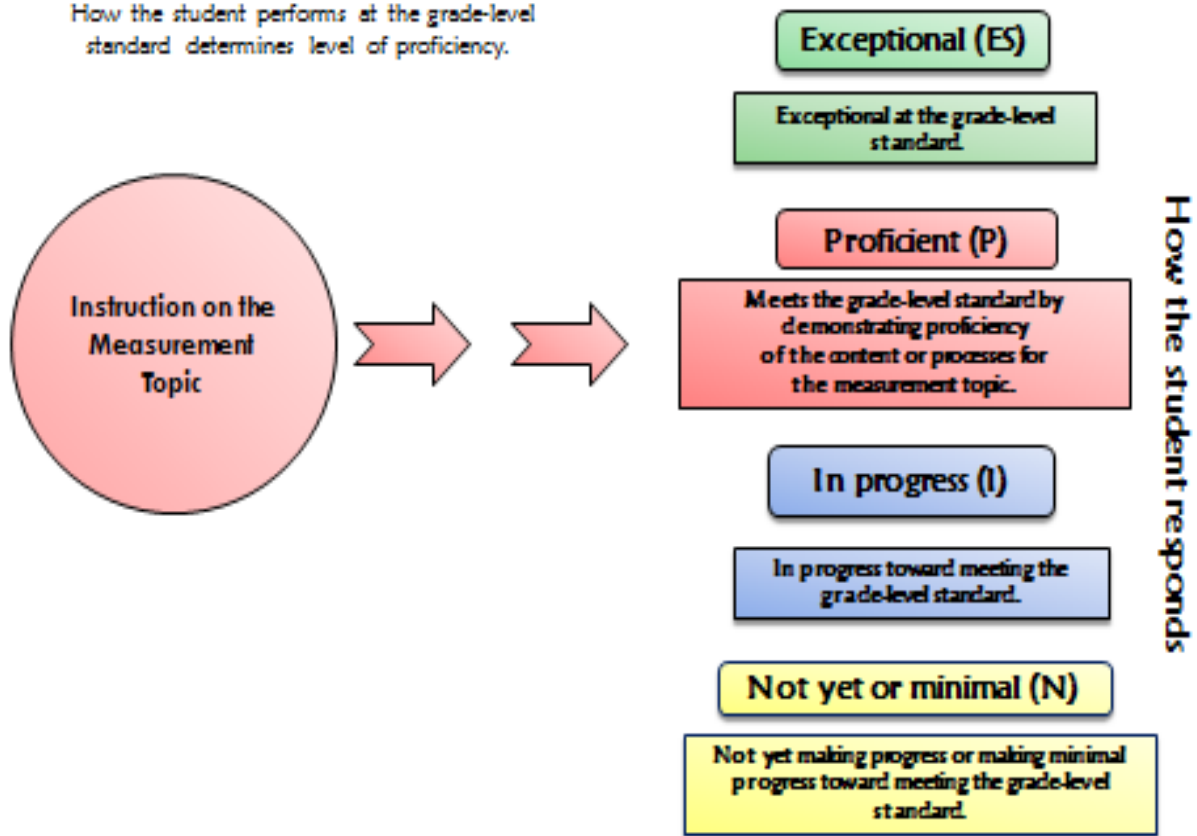 How the student performs at the grade-level
standard determines level of proficiency.
Instruction on the
Measurement
Topic
Exceptional (ES)
Exceptional at the grade-level
standard.
Proficient (P)
Meets the grade-level standard by
demonstrating proficiency
of the content or processes for
the measurement topic.
In progress (I)
In progress toward meeting the
grade-level standard.
Not yet or minimal (N)
Not yet making progress or making minimal
progress toward meeting the grade-level
standard.
How the student responds